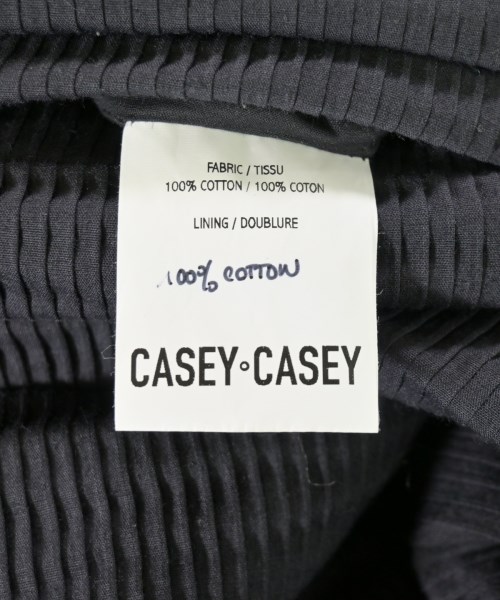 FABRIC / TISSU
100% COTTON / 100% COTON
LINING / DOUBLURE
100% COTTON
CASEY°CASEY